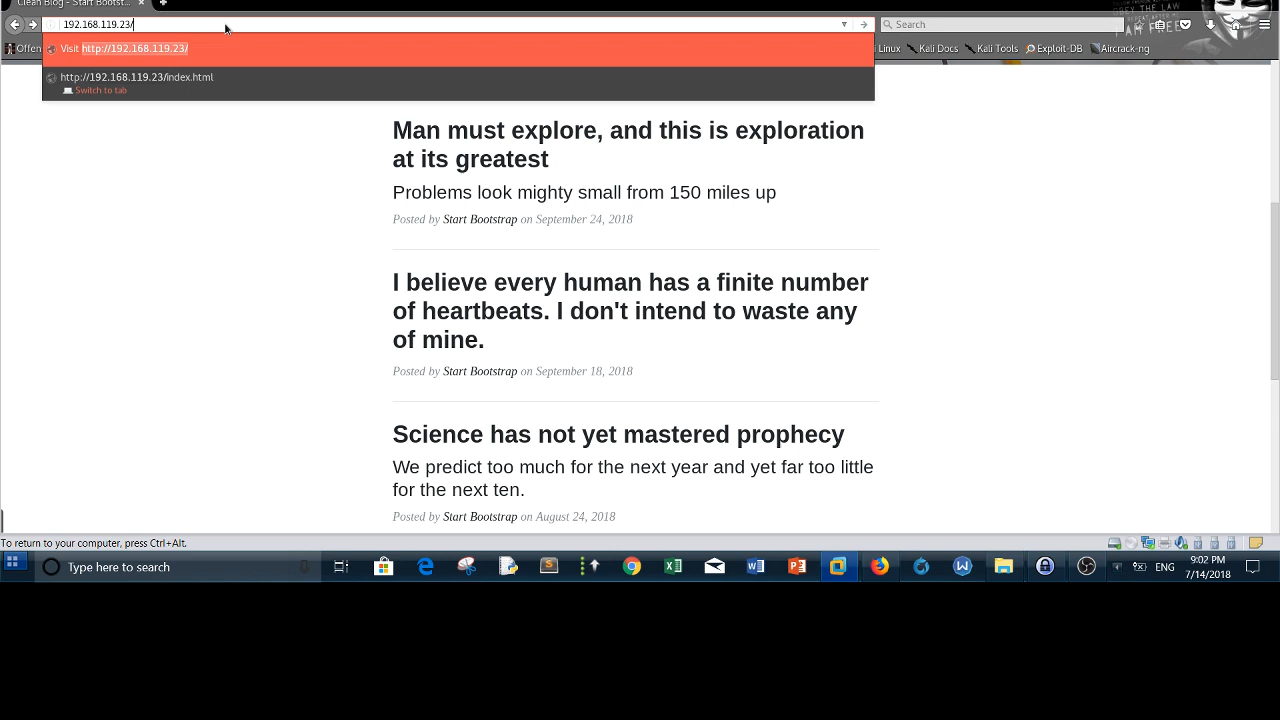 Clean Blog - Start Bootst...
192.168.119.23/
Search
Visit http://192.168.119.23/
http://192.168.119.23/index.html
Switch to tab
Offen
i Linux Kali Docs Kali Tools Exploit-DB Aircrack-ng
OBEY THE LAW
I AM FREE
Man must explore, and this is exploration
at its greatest
Problems look mighty small from 150 miles up
Posted by Start Bootstrap on September 24, 2018
I believe every human has a finite number
of heartbeats. I don't intend to waste any
of mine.
Posted by Start Bootstrap on September 18, 2018
Science has not yet mastered prophecy
We predict too much for the next year and yet far too little
for the next ten.
Posted by Start Bootstrap on August 24, 2018
To return to your computer, press Ctrl+Alt.
Type here to search
ENG
9:02 PM
7/14/2018